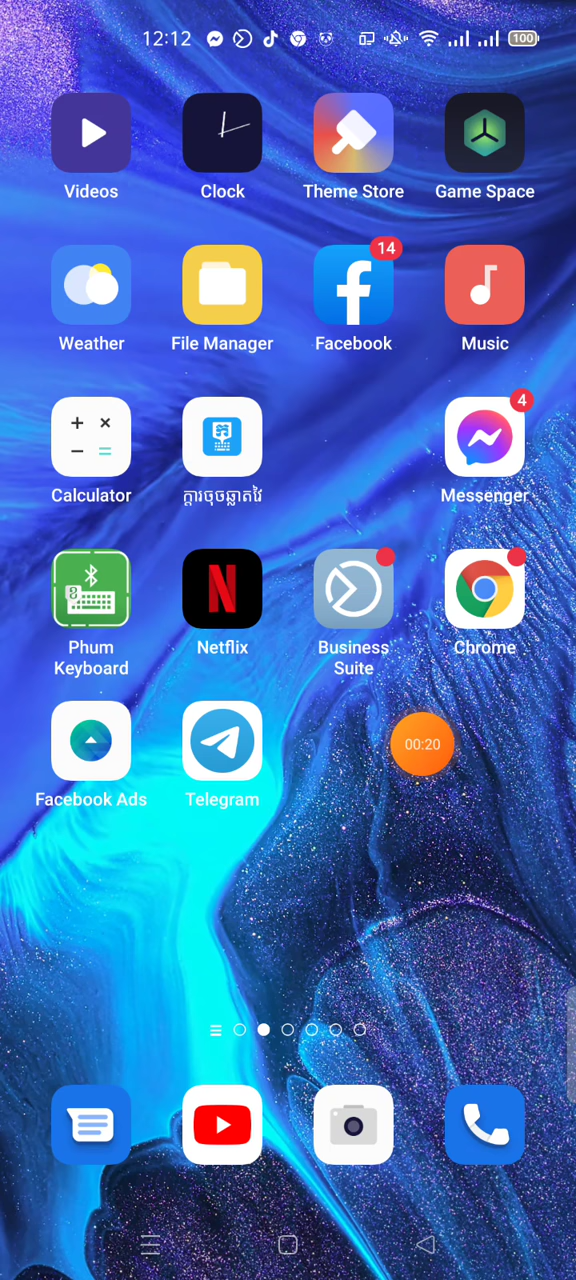 12:12
100
Videos
Clock
Theme Store
Game Space
14
Weather
File Manager
Facebook
Music
4
Calculator
ក្តារចុចឆ្លាតវៃ
Messenger
Phum
Keyboard
Netflix
Business
Suite
Chrome
00:20
Facebook Ads
Telegram